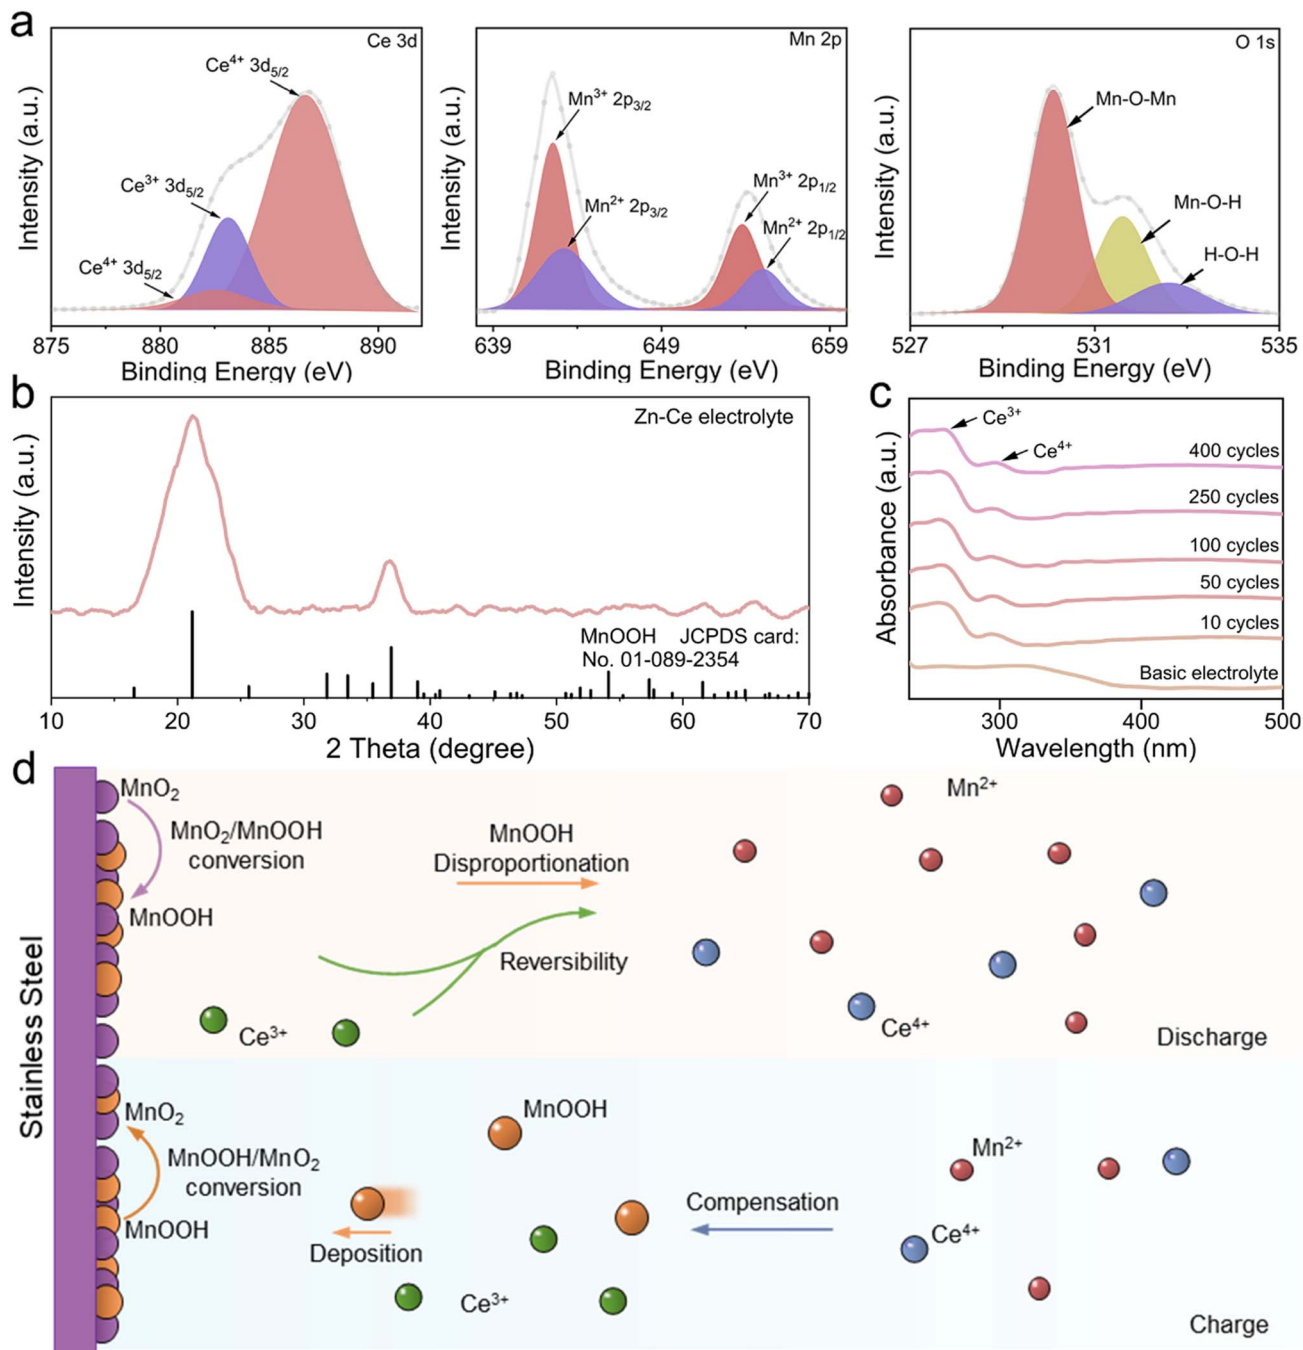 a
Ce 3d
Ce⁴⁺ 3d₅/₂
Ce³⁺ 3d₅/₂
Ce⁴⁺ 3d₅/₂
Intensity (a.u.)
875 880 885 890
Binding Energy (eV)
Mn 2p
Mn³⁺ 2p₃/₂
Mn²⁺ 2p₃/₂
Mn³⁺ 2p₁/₂
Mn²⁺ 2p₁/₂
Intensity (a.u.)
639 649 659
Binding Energy (eV)
O 1s
Mn-O-Mn
Mn-O-H
H-O-H
Intensity (a.u.)
527 531 535
Binding Energy (eV)
b
Zn-Ce electrolyte
Intensity (a.u.)
MnOOH JCPDS card:
No. 01-089-2354
10 20 30 40 50 60 70
2 Theta (degree)
c
Ce³⁺
Ce⁴⁺
400 cycles
250 cycles
100 cycles
50 cycles
10 cycles
Basic electrolyte
Absorbance (a.u.)
300 400 500
Wavelength (nm)
d
Stainless Steel
MnO₂
MnO₂/MnOOH
conversion
MnOOH
MnOOH
Disproportionation
Reversibility
Ce³⁺
Mn²⁺
Ce⁴⁺
Discharge
MnO₂
MnOOH/MnO₂
conversion
MnOOH
MnOOH
Deposition
Ce³⁺
Compensation
Mn²⁺
Ce⁴⁺
Charge